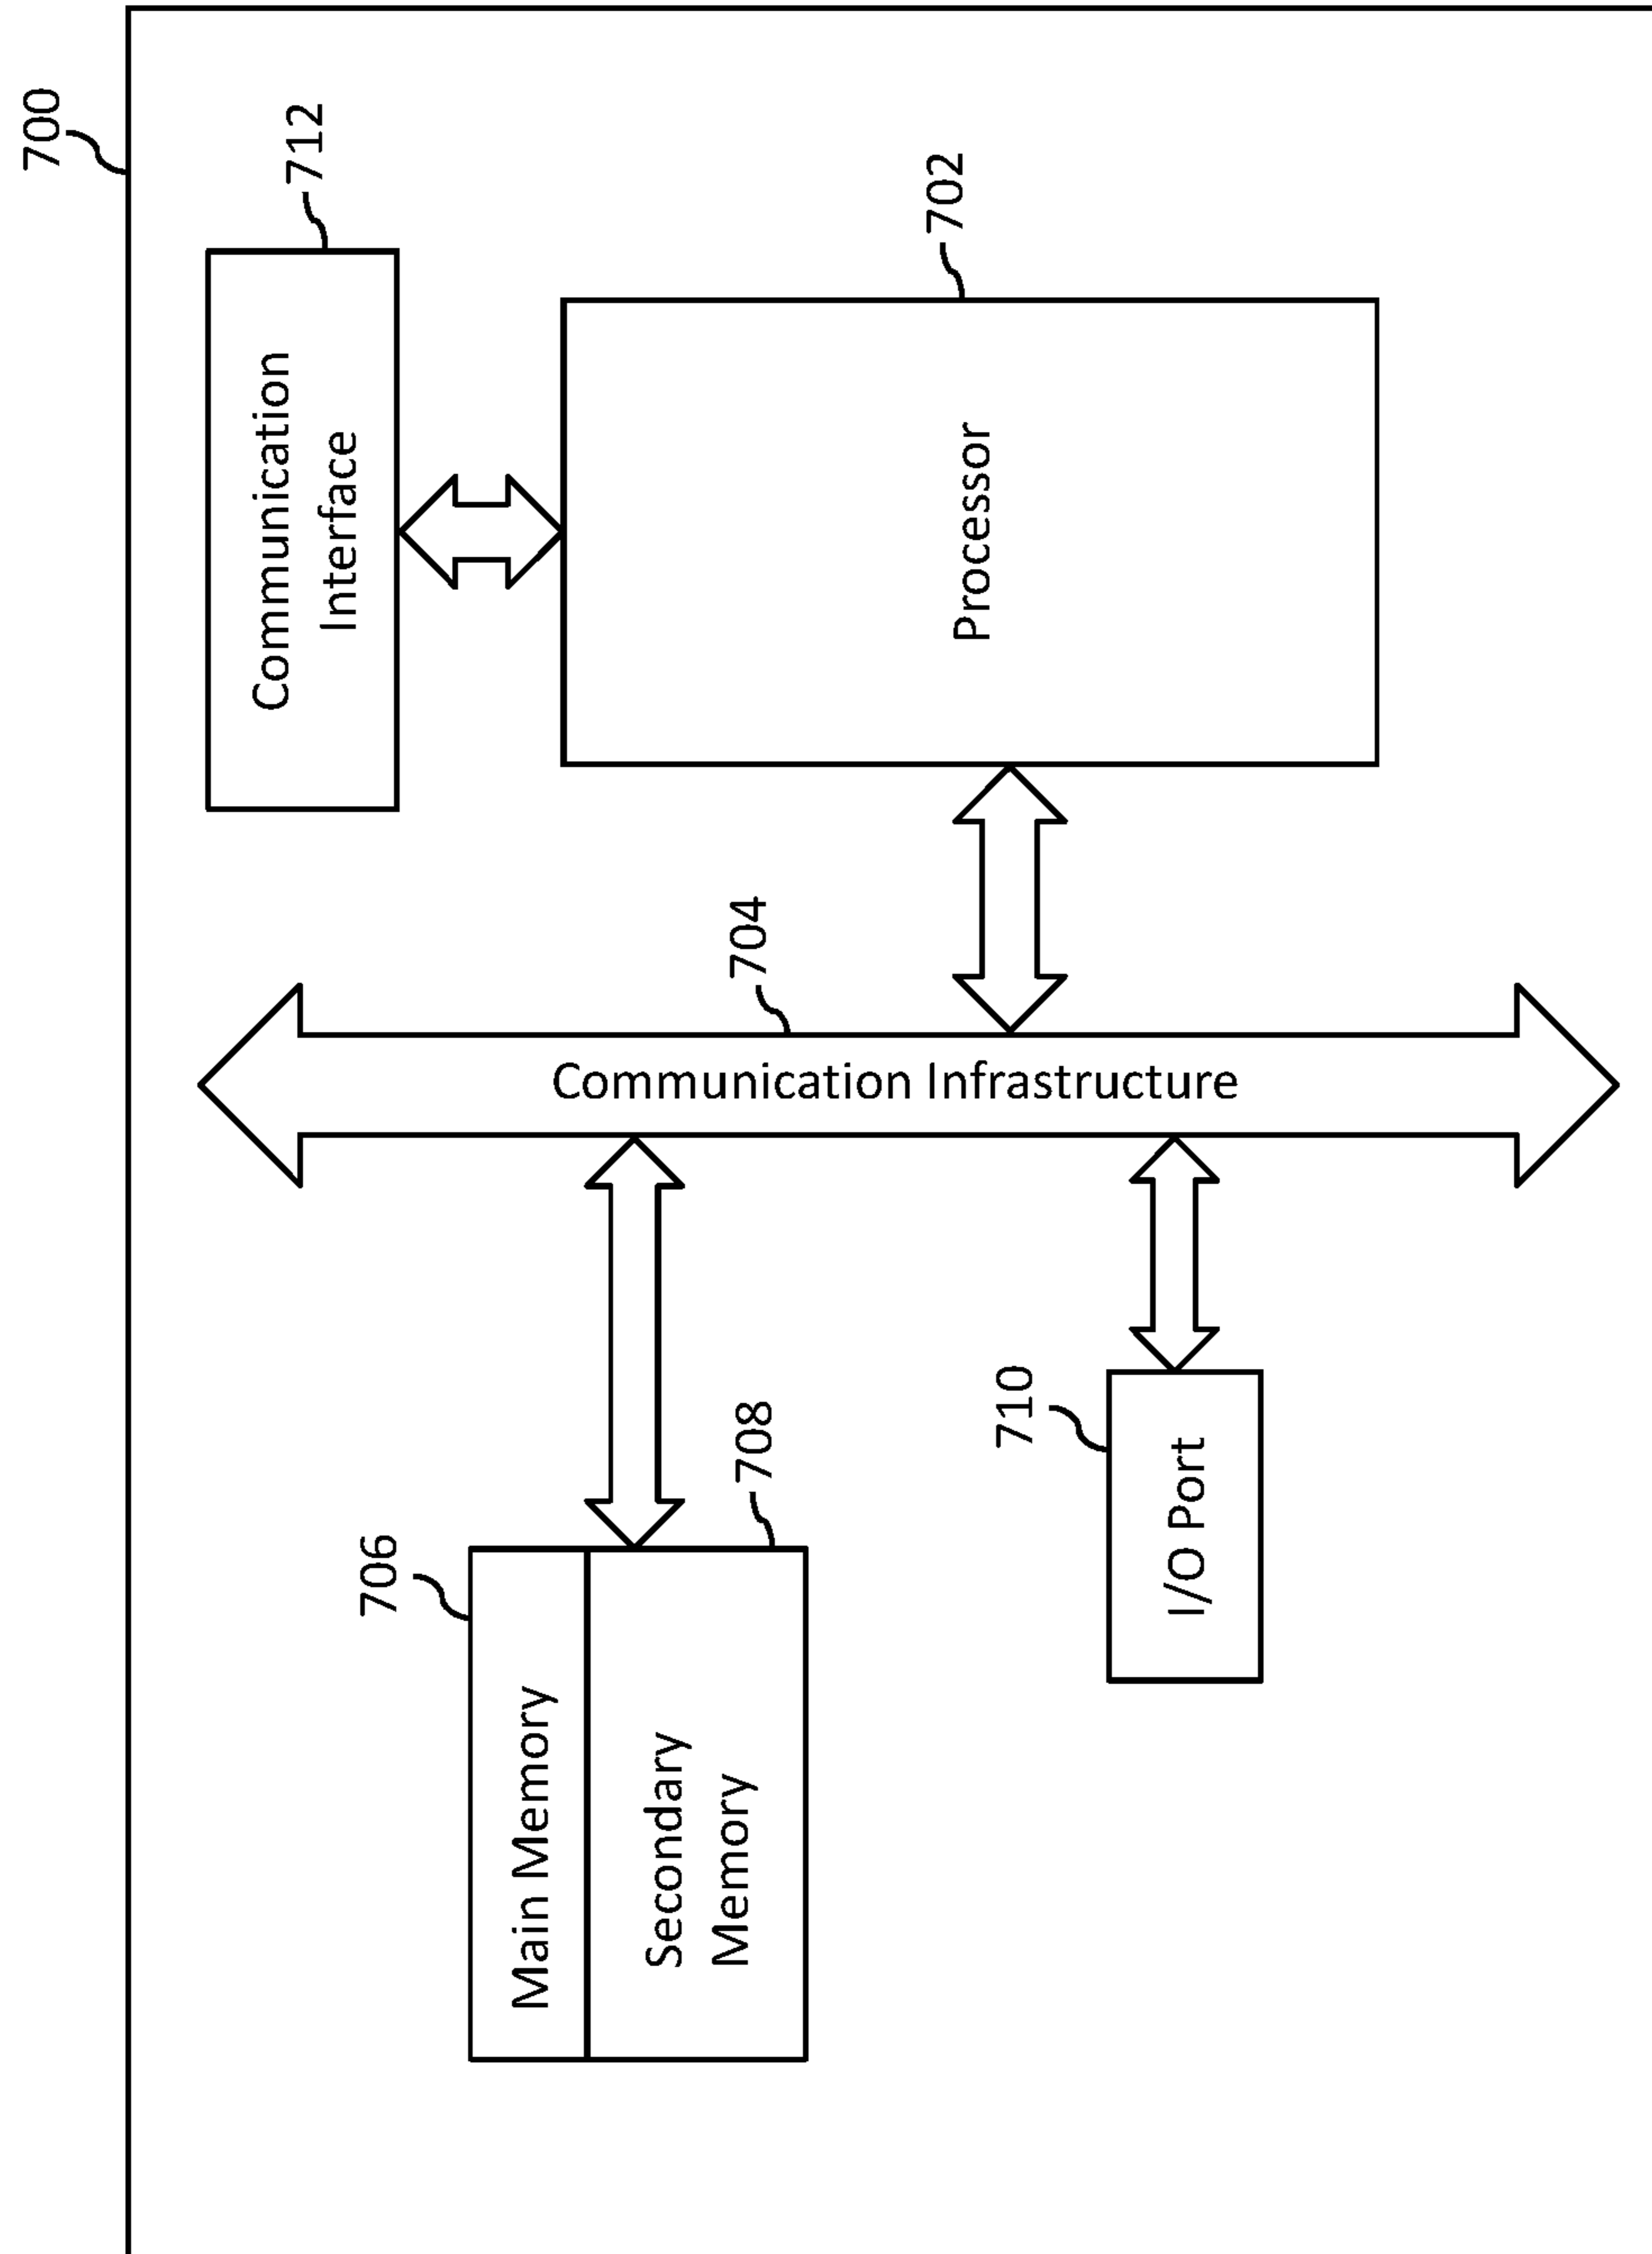 700
712
Communication
Interface
702
Processor
704
Communication Infrastructure
706
Main Memory
708
Secondary
Memory
710
I/O Port